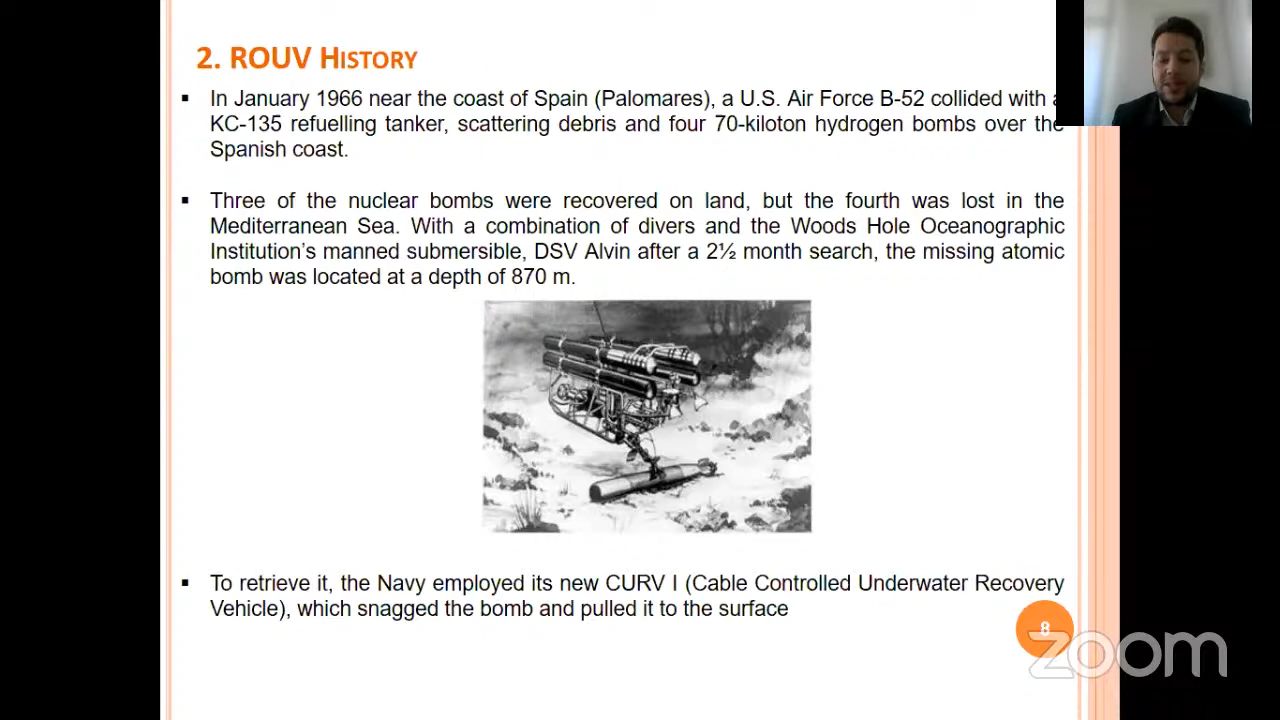 2. ROUV HISTORY
▪ In January 1966 near the coast of Spain (Palomares), a U.S. Air Force B-52 collided with a
KC-135 refuelling tanker, scattering debris and four 70-kiloton hydrogen bombs over the
Spanish coast.
▪ Three of the nuclear bombs were recovered on land, but the fourth was lost in the
Mediterranean Sea. With a combination of divers and the Woods Hole Oceanographic
Institution's manned submersible, DSV Alvin after a 2½ month search, the missing atomic
bomb was located at a depth of 870 m.
▪ To retrieve it, the Navy employed its new CURV I (Cable Controlled Underwater Recovery
Vehicle), which snagged the bomb and pulled it to the surface
8
zoom